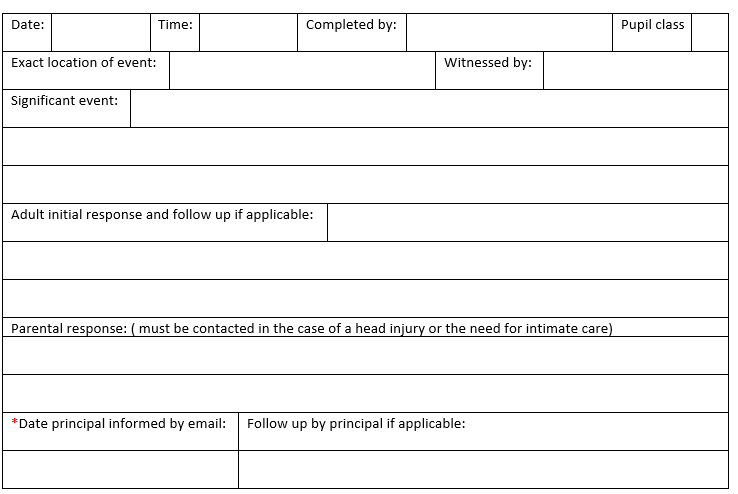 Date: Time: Completed by: Pupil class
Exact location of event: Witnessed by:
Significant event:
Adult initial response and follow up if applicable:
Parental response: ( must be contacted in the case of a head injury or the need for intimate care)
*Date principal informed by email: Follow up by principal if applicable: